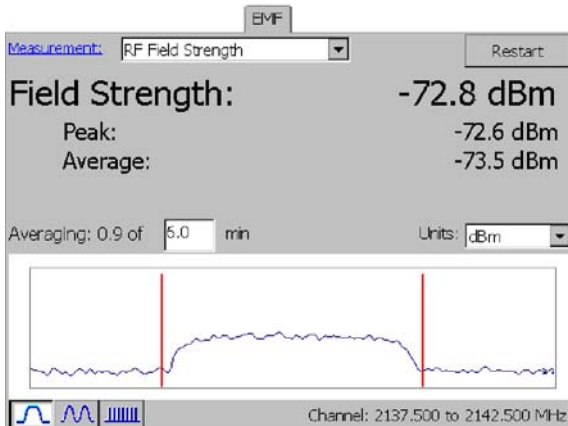 EMF
Measurement: RF Field Strength Restart
Field Strength: -72.8 dBm
Peak: -72.6 dBm
Average: -73.5 dBm
Averaging: 0.9 of 6.0 min Units: dBm
Channel: 2137.500 to 2142.500 MHz